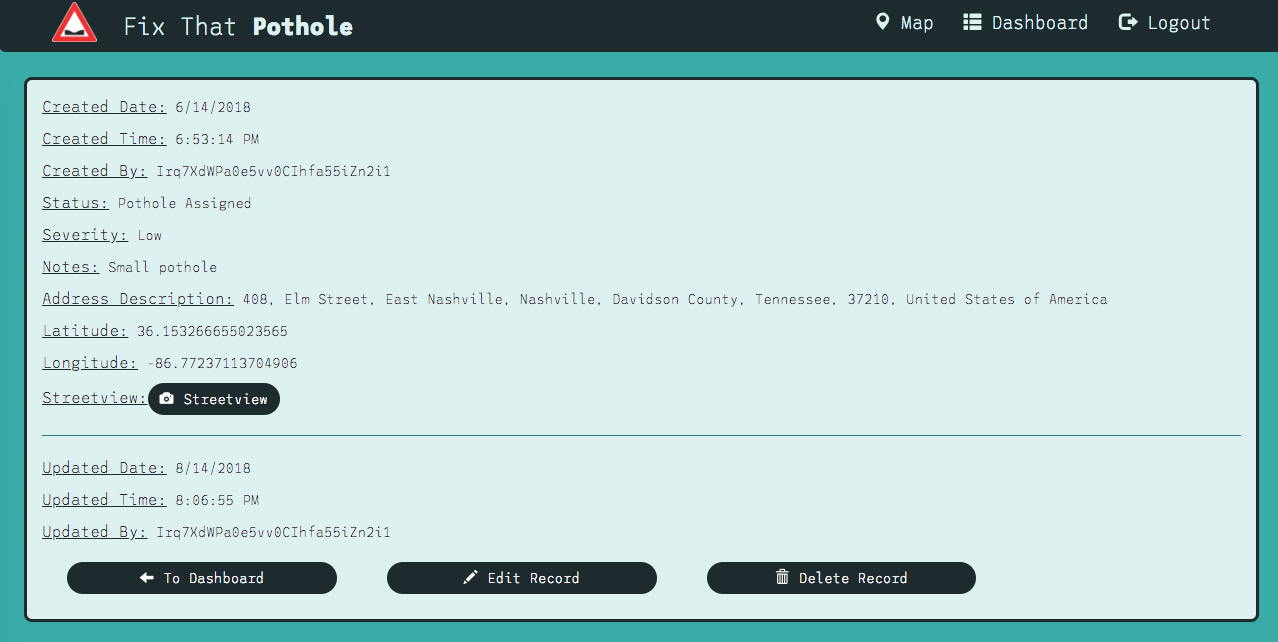 Fix That Pothole
Map Dashboard Logout
Created Date: 6/14/2018
Created Time: 6:53:14 PM
Created By: Irq7XdWPa0e5vv0CIhfa55iZn2i1
Status: Pothole Assigned
Severity: Low
Notes: Small pothole
Address Description: 408, Elm Street, East Nashville, Nashville, Davidson County, Tennessee, 37210, United States of America
Latitude: 36.153266655023565
Longitude: -86.77237113704906
Streetview: Streetview
Updated Date: 8/14/2018
Updated Time: 8:06:55 PM
Updated By: Irq7XdWPa0e5vv0CIhfa55iZn2i1
To Dashboard Edit Record Delete Record